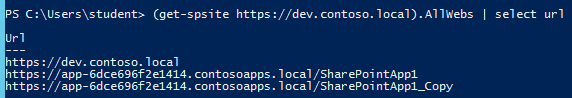 PS C:\Users\student> (get-spsite https://dev.contoso.local).AllWebs | select url
Url
---
https://dev.contoso.local
https://app-6dce696f2e1414.contosoapps.local/SharePointApp1
https://app-6dce696f2e1414.contosoapps.local/SharePointApp1_Copy